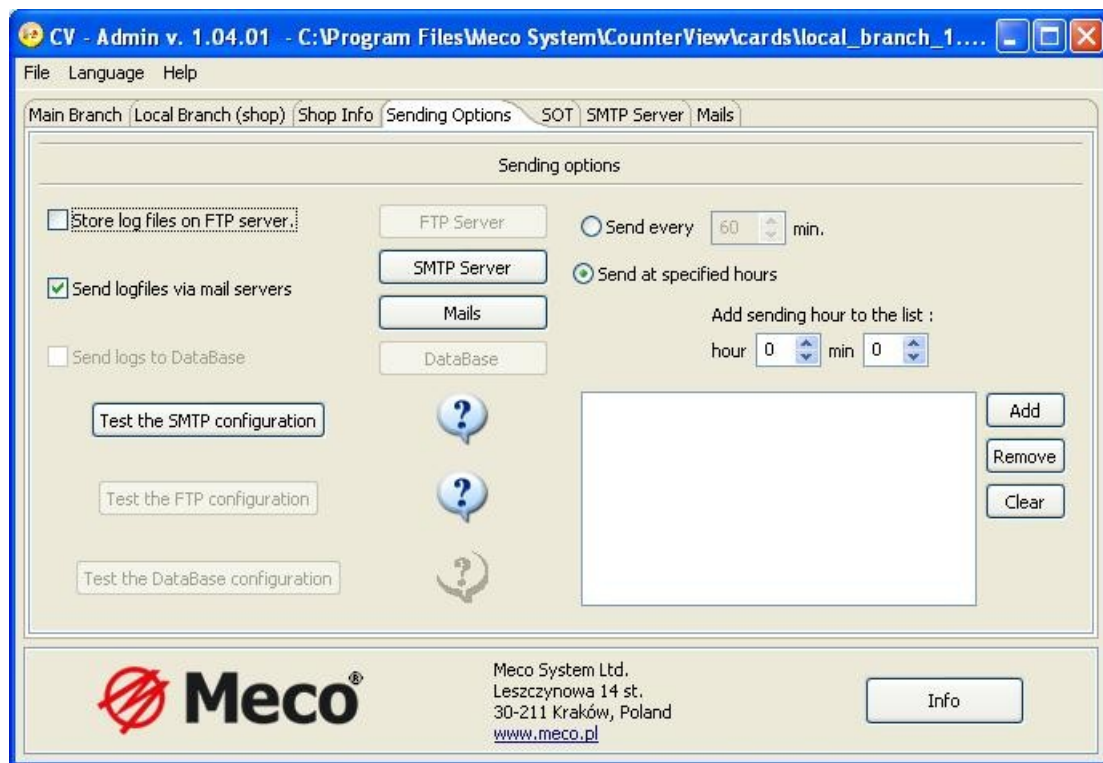 CV - Admin v. 1.04.01 - C:\Program Files\Meco System\CounterView\cards\local_branch_1....
File Language Help
Main Branch Local Branch (shop) Shop Info Sending Options SOT SMTP Server Mails
Sending options
Store log files on FTP server.
FTP Server
Send every 60 min.
SMTP Server
Send at specified hours
Send logfiles via mail servers
Mails
Add sending hour to the list :
Send logs to DataBase
DataBase
hour 0 min 0
Test the SMTP configuration
?
Add
Remove
Test the FTP configuration
?
Clear
Test the DataBase configuration
?
Meco®
Meco System Ltd.
Leszczynowa 14 st.
30-211 Kraków, Poland
www.meco.pl
Info